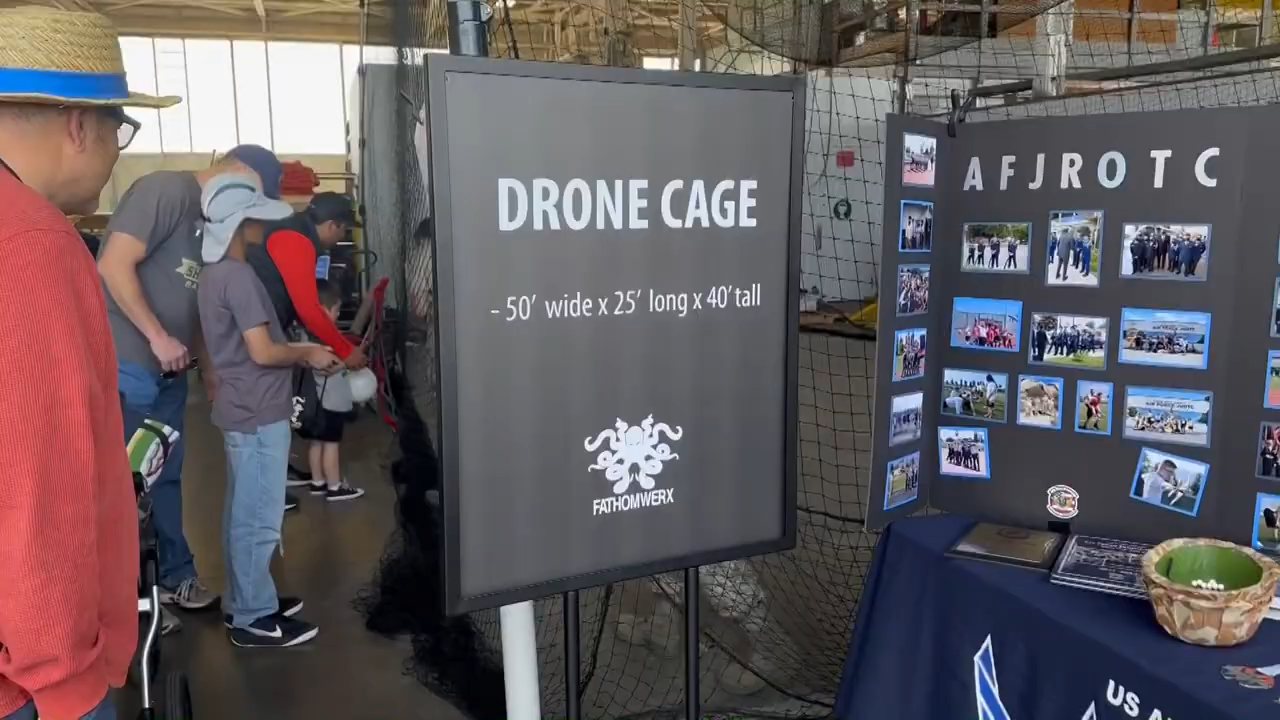 DRONE CAGE
- 50' wide x 25' long x 40' tall
FATHOMWERX
AFJROTC
US